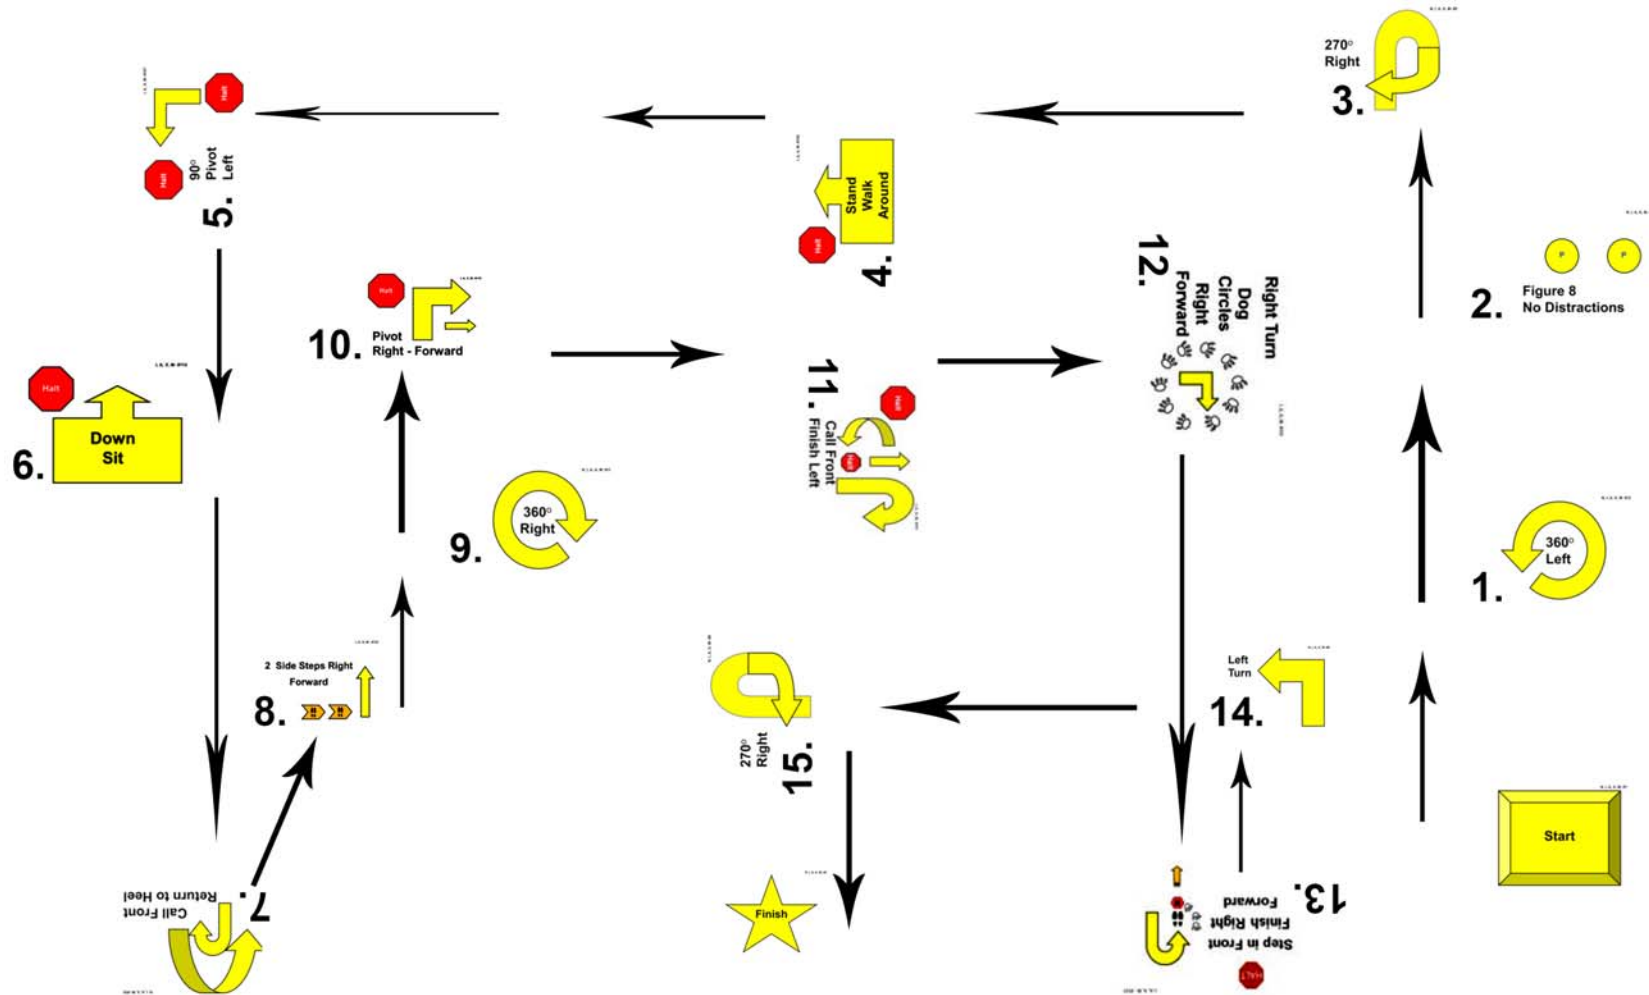 Start
1.
360°
Left
2.
Figure 8
No Distractions
P
P
3.
270°
Right
4.
Halt
Stand
Walk
Around
5.
Halt
Halt
90°
Pivot
Left
6.
Halt
Down
Sit
7.
Call Front
Return to Heel
8.
2 Side Steps Right
Forward
9.
360°
Right
10.
Halt
Pivot
Right - Forward
11.
Halt
Halt
Call Front
Finish Left
12.
Right Turn
Dog
Circles
Right
Forward
13.
HALT
Step in Front
Finish Right
Forward
14.
Left
Turn
15.
270°
Right
Finish